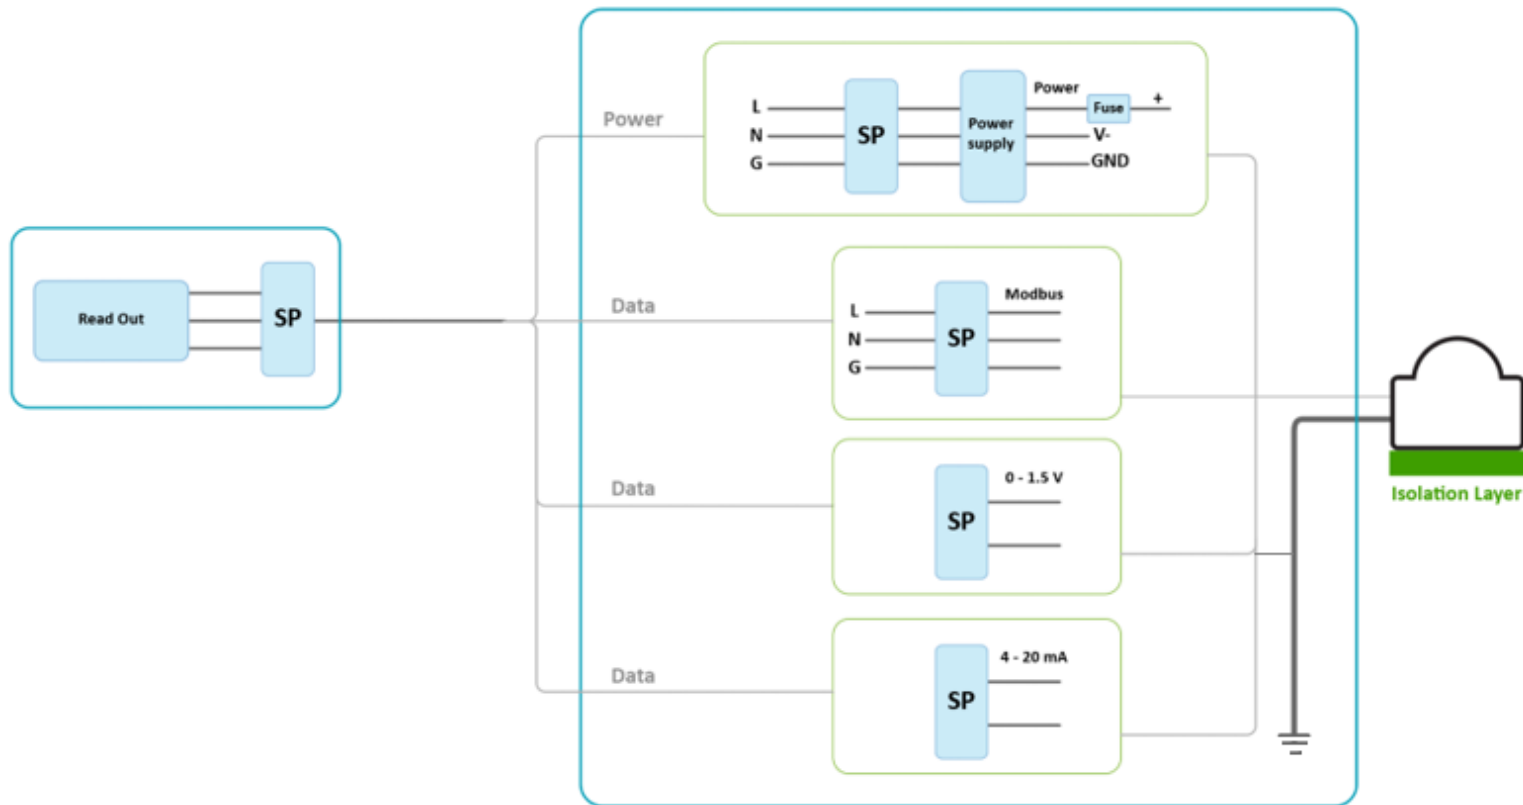 Read Out
SP
Power
L
N
G
SP
Power
supply
Power
Fuse
+
V-
GND
Data
L
N
G
SP
Modbus
Data
SP
0 - 1.5 V
Data
SP
4 - 20 mA
Isolation Layer